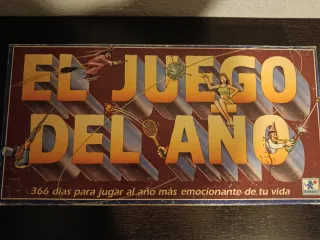 EL JUEGO
DEL AÑO
366 días para jugar al año más emocionante de tu vida